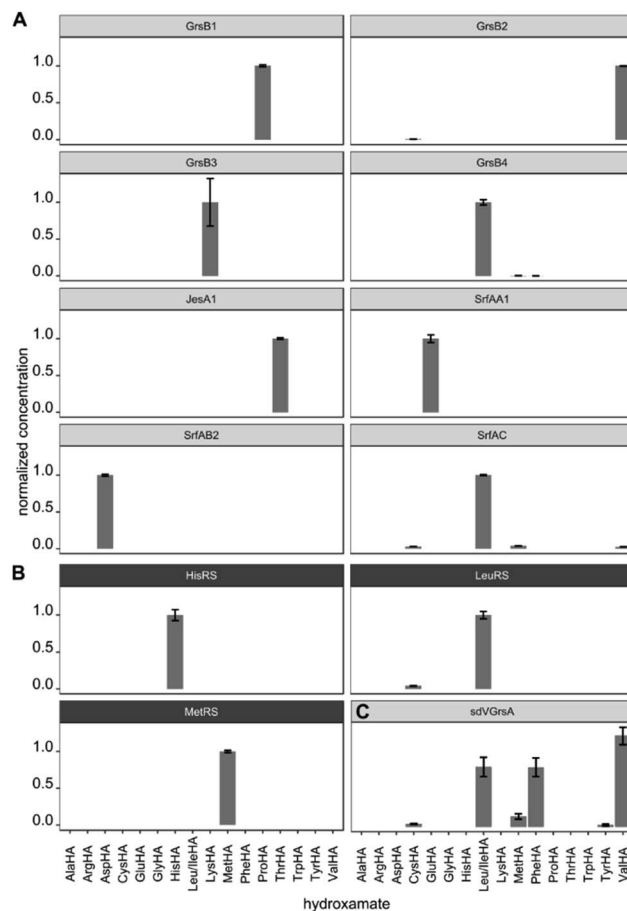 A
GrsB1
GrsB2
1.0
0.5
0.0
GrsB3
GrsB4
1.0
0.5
0.0
JesA1
SrfAA1
1.0
0.5
0.0
SrfAB2
SrfAC
1.0
0.5
0.0
normalized concentration
B
HisRS
LeuRS
1.0
0.5
0.0
MetRS
C
sdVGrsA
1.0
0.5
0.0
AlaHA
ArgHA
AspHA
CysHA
GluHA
GlyHA
HisHA
Leu/IleHA
LysHA
MetHA
PheHA
ProHA
ThrHA
TrpHA
TyrHA
ValHA
AlaHA
ArgHA
AspHA
CysHA
GluHA
GlyHA
HisHA
Leu/IleHA
LysHA
MetHA
PheHA
ProHA
ThrHA
TrpHA
TyrHA
ValHA
hydroxamate